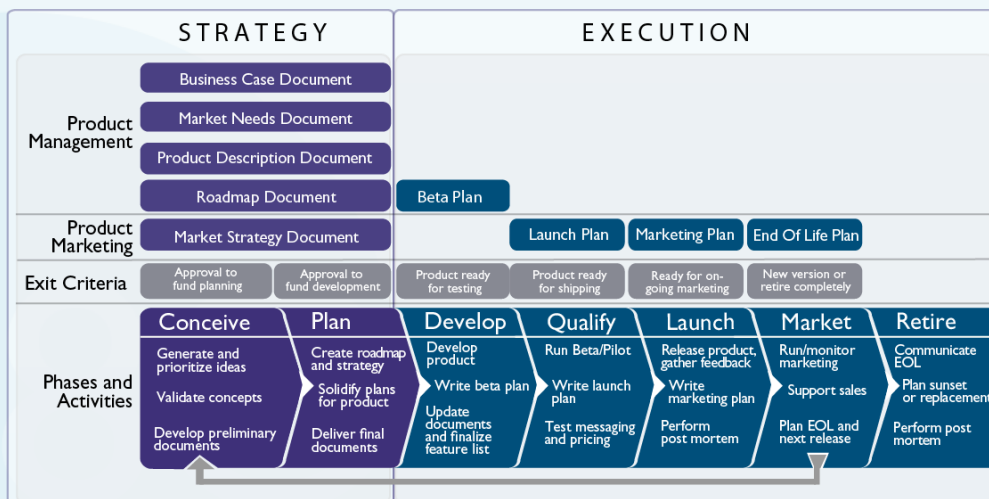 STRATEGY
EXECUTION
Product
Management
Business Case Document
Market Needs Document
Product Description Document
Roadmap Document
Beta Plan
Product
Marketing
Market Strategy Document
Launch Plan
Marketing Plan
End Of Life Plan
Exit Criteria
Approval to
fund planning
Approval to
fund development
Product ready
for testing
Product ready
for shipping
Ready for on-
going marketing
New version or
retire completely
Phases and
Activities
Conceive
Generate and
prioritize ideas
Validate concepts
Develop preliminary
documents
Plan
Create roadmap
and strategy
Solidify plans
for product
Deliver final
documents
Develop
Develop
product
Write beta plan
Update
documents
and finalize
feature list
Qualify
Run Beta/Pilot
Write launch
plan
Test messaging
and pricing
Launch
Release product,
gather feedback
Write
marketing plan
Perform
post mortem
Market
Run/monitor
marketing
Support sales
Plan EOL and
next release
Retire
Communicate
EOL
Plan sunset
or replacement
Perform post
mortem